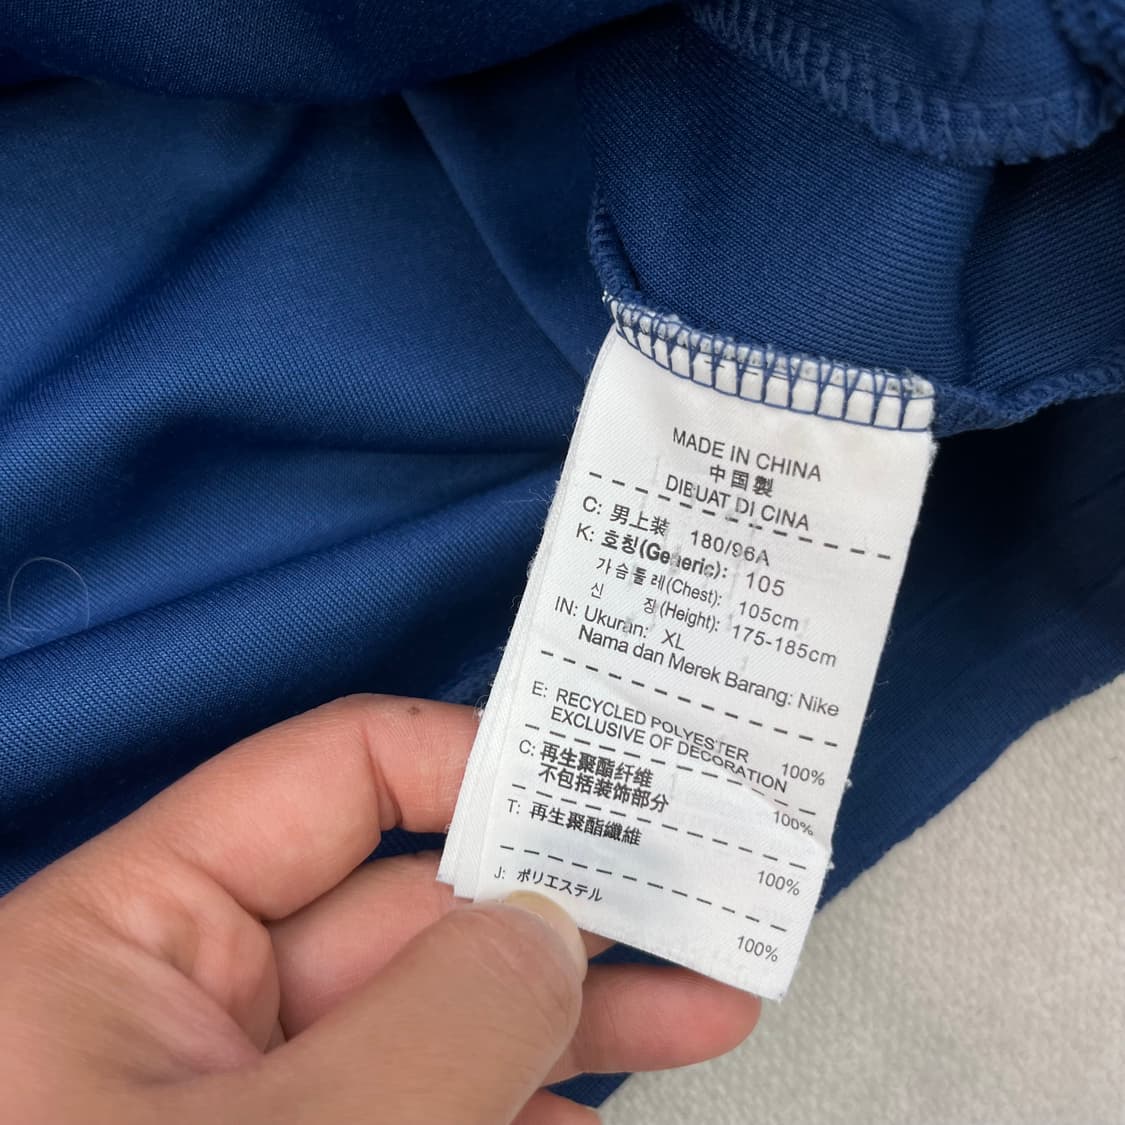 MADE IN CHINA
中国製
DIBUAT DI CINA
C: 男上装 180/96A
K: 호칭(Generic): 105
가슴둘레(Chest): 105cm
신 장(Height): 175-185cm
IN: Ukuran: XL
Nama dan Merek Barang: Nike
E: RECYCLED POLYESTER 100%
EXCLUSIVE OF DECORATION
C: 再生聚酯纤维 100%
不包括装饰部分
T: 再生聚酯纖維 100%
J: ポリエステル 100%